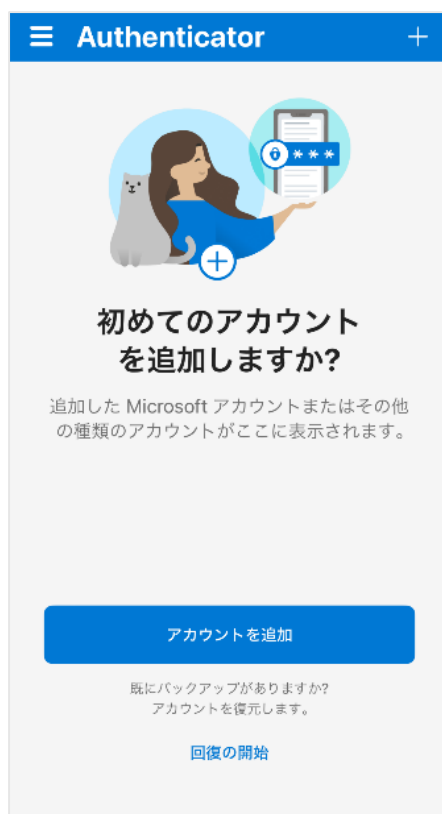 Authenticator
***
初めてのアカウント
を追加しますか?
追加した Microsoft アカウントまたはその他
の種類のアカウントがここに表示されます。
アカウントを追加
既にバックアップがありますか?
アカウントを復元します。
回復の開始